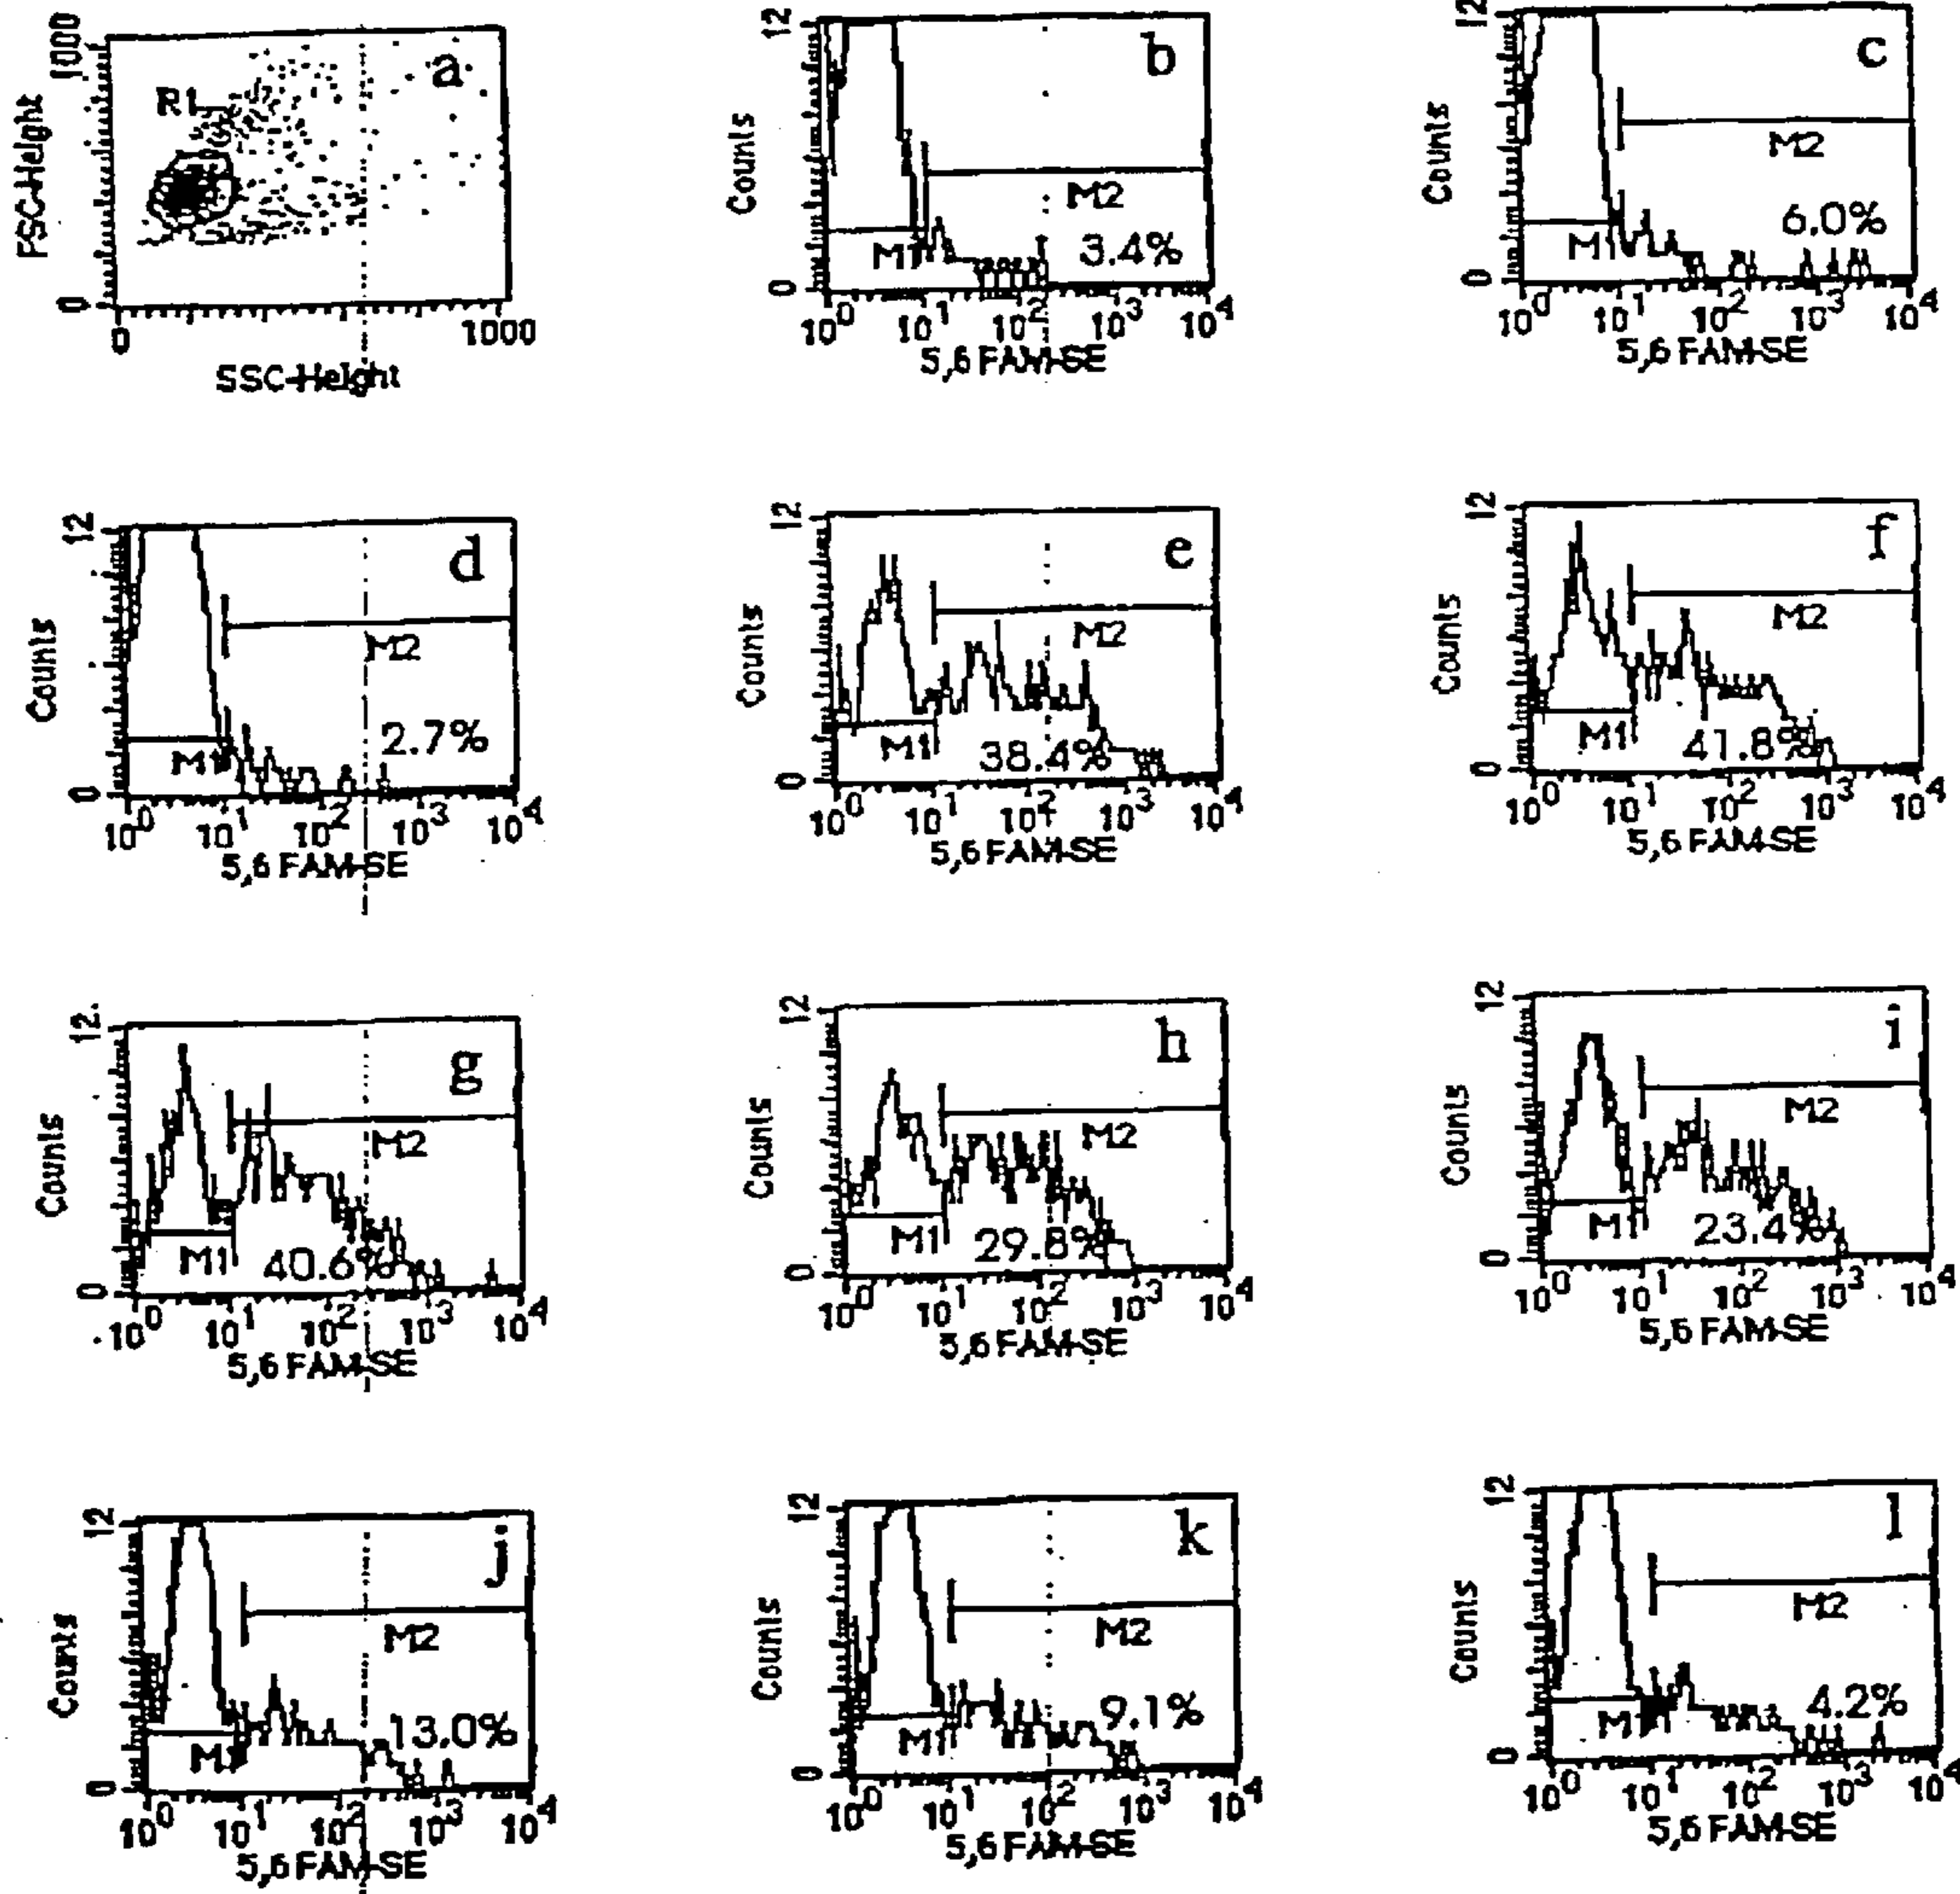 1000
a
R1
FSC-Height
0
0
1000
SSC-Height
12
b
Counts
M2
M1
3.4%
0
10^0 10^1 10^2 10^3 10^4
5,6 FAM-SE
12
c
Counts
M2
M1
6.0%
0
10^0 10^1 10^2 10^3 10^4
5,6 FAM-SE
12
d
Counts
M2
M1
2.7%
0
10^0 10^1 10^2 10^3 10^4
5,6 FAM-SE
12
e
Counts
M2
M1
38.4%
0
10^0 10^1 10^2 10^3 10^4
5,6 FAM-SE
12
f
Counts
M2
M1
41.8%
0
10^0 10^1 10^2 10^3 10^4
5,6 FAM-SE
12
g
Counts
M2
M1
40.6%
0
10^0 10^1 10^2 10^3 10^4
5,6 FAM-SE
12
h
Counts
M2
M1
29.8%
0
10^0 10^1 10^2 10^3 10^4
5,6 FAM-SE
12
i
Counts
M2
M1
23.4%
0
10^0 10^1 10^2 10^3 10^4
5,6 FAM-SE
12
j
Counts
M2
M1
13.0%
0
10^0 10^1 10^2 10^3 10^4
5,6 FAM-SE
12
k
Counts
M2
M1
9.1%
0
10^0 10^1 10^2 10^3 10^4
5,6 FAM-SE
12
l
Counts
M2
M1
4.2%
0
10^0 10^1 10^2 10^3 10^4
5,6 FAM-SE